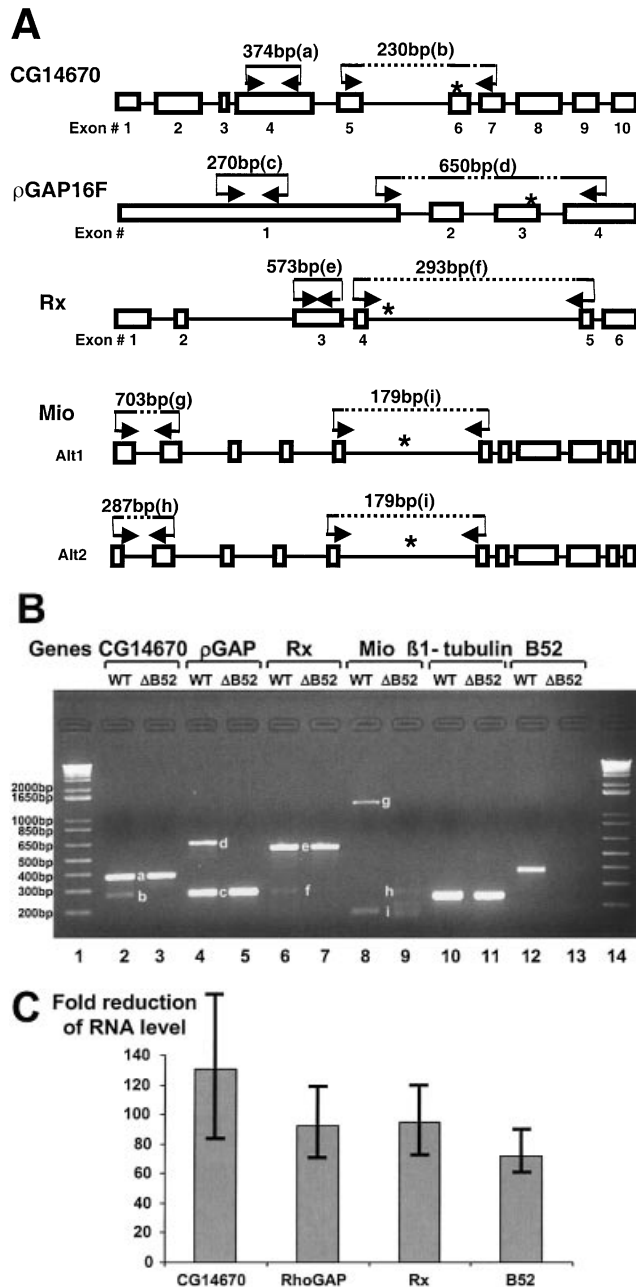 A
CG14670
374bp(a)
230bp(b)
*
Exon # 1 2 3 4 5 6 7 8 9 10
ρGAP16F
270bp(c)
650bp(d)
*
Exon # 1 2 3 4
Rx
573bp(e)
293bp(f)
*
Exon # 1 2 3 4 5 6
Mio
703bp(g)
179bp(i)
*
Alt1
287bp(h)
179bp(i)
*
Alt2
B
Genes CG14670 ρGAP Rx Mio ß1- tubulin B52
WT ΔB52 WT ΔB52 WT ΔB52 WT ΔB52 WT ΔB52 WT ΔB52
2000bp
1650bp
1000bp
850bp
650bp
500bp
400bp
300bp
200bp
a
b
d
c
e
f
g
h
i
1 2 3 4 5 6 7 8 9 10 11 12 13 14
C
Fold reduction
of RNA level
140
120
100
80
60
40
20
0
CG14670 RhoGAP Rx B52